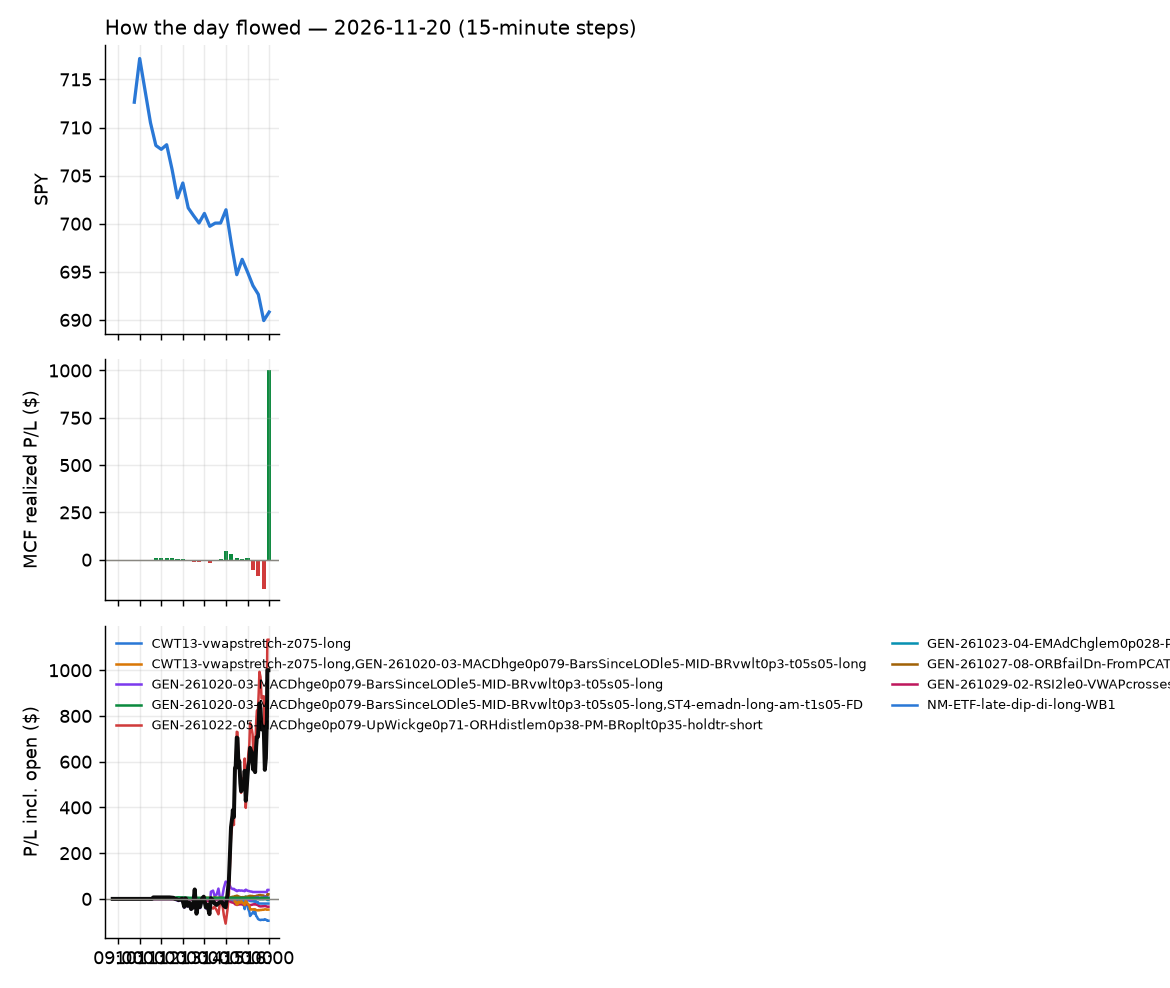 How the day flowed — 2026-11-20 (15-minute steps)
715
710
705
700
695
690
SPY
1000
750
500
250
0
MCF realized P/L ($)
CWT13-vwapstretch-z075-long
CWT13-vwapstretch-z075-long,GEN-261020-03-MACDhge0p079-BarsSinceLODle5-MID-BRvwlt0p3-t05s05-long
GEN-261020-03-MACDhge0p079-BarsSinceLODle5-MID-BRvwlt0p3-t05s05-long
GEN-261020-03-MACDhge0p079-BarsSinceLODle5-MID-BRvwlt0p3-t05s05-long,ST4-emadn-long-am-t1s05-FD
GEN-261022-05-MACDhge0p079-UpWickge0p71-ORHdistlem0p38-PM-BRoplt0p35-holdtr-short
GEN-261023-04-EMAdChglem0p028-P
GEN-261027-08-ORBfailDn-FromPCAT
GEN-261029-02-RSI2le0-VWAPcrosses
NM-ETF-late-dip-di-long-WB1
1000
800
600
400
200
0
P/L incl. open ($)